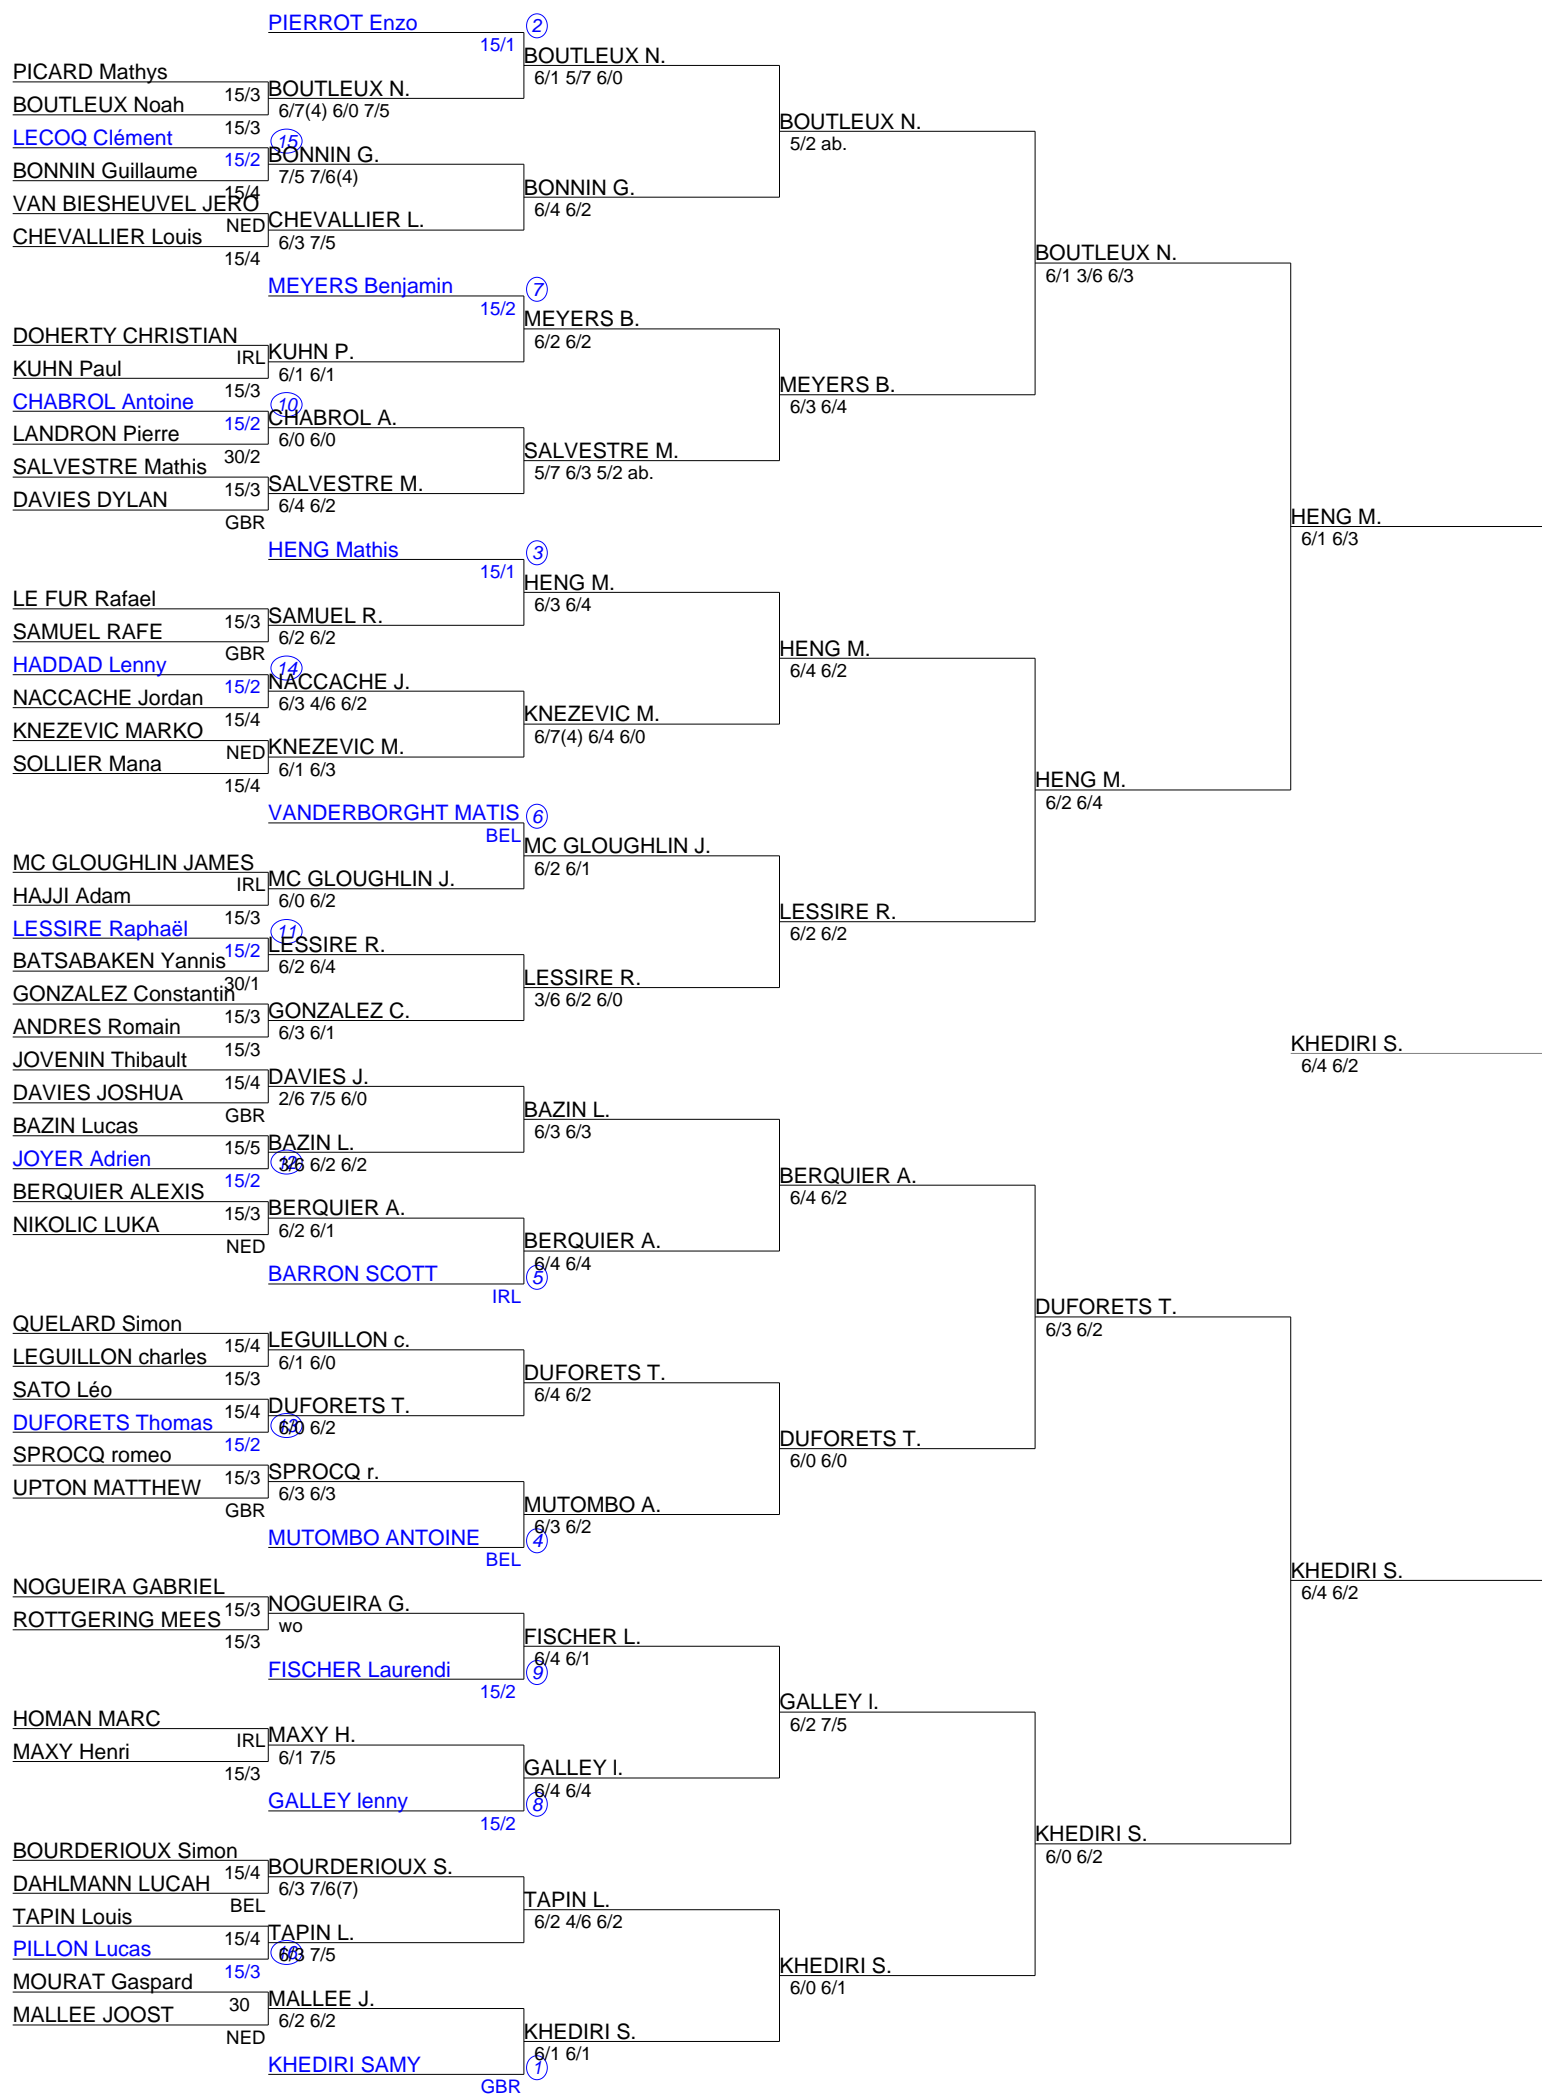 PIERROT Enzo 2
15/1
BOUTLEUX N.
6/1 5/7 6/0
PICARD Mathys
15/3
BOUTLEUX N.
6/7(4) 6/0 7/5
BOUTLEUX Noah
15/3
BOUTLEUX N.
5/2 ab.
LECOQ Clément 15
15/2
BONNIN G.
7/5 7/6(4)
BONNIN Guillaume
15/4
BONNIN G.
6/4 6/2
VAN BIESHEUVEL JERO
NED
CHEVALLIER L.
6/3 7/5
CHEVALLIER Louis
15/4
BOUTLEUX N.
6/1 3/6 6/3
MEYERS Benjamin 7
15/2
MEYERS B.
6/2 6/2
DOHERTY CHRISTIAN
IRL
KUHN P.
6/1 6/1
KUHN Paul
15/3
MEYERS B.
6/3 6/4
CHABROL Antoine 10
15/2
CHABROL A.
6/0 6/0
LANDRON Pierre
30/2
SALVESTRE M.
5/7 6/3 5/2 ab.
SALVESTRE Mathis
15/3
SALVESTRE M.
6/4 6/2
DAVIES DYLAN
GBR
HENG M.
6/1 6/3
HENG Mathis 3
15/1
HENG M.
6/3 6/4
LE FUR Rafael
15/3
SAMUEL R.
6/2 6/2
SAMUEL RAFE
GBR
HENG M.
6/4 6/2
HADDAD Lenny 14
15/2
NACCACHE J.
6/3 4/6 6/2
NACCACHE Jordan
15/4
KNEZEVIC M.
6/7(4) 6/4 6/0
KNEZEVIC MARKO
NED
KNEZEVIC M.
6/1 6/3
SOLLIER Mana
15/4
HENG M.
6/2 6/4
VANDERBORGHT MATIS 6
BEL
MC GLOUGHLIN J.
6/2 6/1
MC GLOUGHLIN JAMES
IRL
MC GLOUGHLIN J.
6/0 6/2
HAJJI Adam
15/3
LESSIRE R.
6/2 6/2
LESSIRE Raphaël 11
15/2
LESSIRE R.
6/2 6/4
BATSABAKEN Yannis
30/1
LESSIRE R.
3/6 6/2 6/0
GONZALEZ Constantin
15/3
GONZALEZ C.
6/3 6/1
ANDRES Romain
15/3
KHEDIRI S.
6/4 6/2
JOVENIN Thibault
15/4
DAVIES J.
2/6 7/5 6/0
DAVIES JOSHUA
GBR
BAZIN L.
6/3 6/3
BAZIN Lucas
15/5
BAZIN L.
3/6 6/2 6/2
JOYER Adrien 12
15/2
BERQUIER A.
6/4 6/2
BERQUIER ALEXIS
15/3
BERQUIER A.
6/2 6/1
NIKOLIC LUKA
NED
BERQUIER A.
6/4 6/4
BARRON SCOTT 5
IRL
DUFORETS T.
6/3 6/2
QUELARD Simon
15/4
LEGUILLON c.
6/1 6/0
LEGUILLON charles
15/3
DUFORETS T.
6/4 6/2
SATO Léo
15/4
DUFORETS T.
6/0 6/2
DUFORETS Thomas 13
15/2
DUFORETS T.
6/0 6/0
SPROCQ romeo
15/3
SPROCQ r.
6/3 6/3
UPTON MATTHEW
GBR
MUTOMBO A.
6/3 6/2
MUTOMBO ANTOINE 4
BEL
KHEDIRI S.
6/4 6/2
NOGUEIRA GABRIEL
15/3
NOGUEIRA G.
wo
ROTTGERING MEES
15/3
FISCHER L.
6/4 6/1
FISCHER Laurendi 9
15/2
GALLEY l.
6/2 7/5
HOMAN MARC
IRL
MAXY H.
6/1 7/5
MAXY Henri
15/3
GALLEY l.
6/4 6/4
GALLEY lenny 8
15/2
KHEDIRI S.
6/0 6/2
BOURDERIOUX Simon
15/4
BOURDERIOUX S.
6/3 7/6(7)
DAHLMANN LUCAH
BEL
TAPIN L.
6/2 4/6 6/2
TAPIN Louis
15/4
TAPIN L.
6/3 7/5
PILLON Lucas 16
15/3
KHEDIRI S.
6/0 6/1
MOURAT Gaspard
30
MALLEE J.
6/2 6/2
MALLEE JOOST
NED
KHEDIRI S.
6/1 6/1
KHEDIRI SAMY 1
GBR